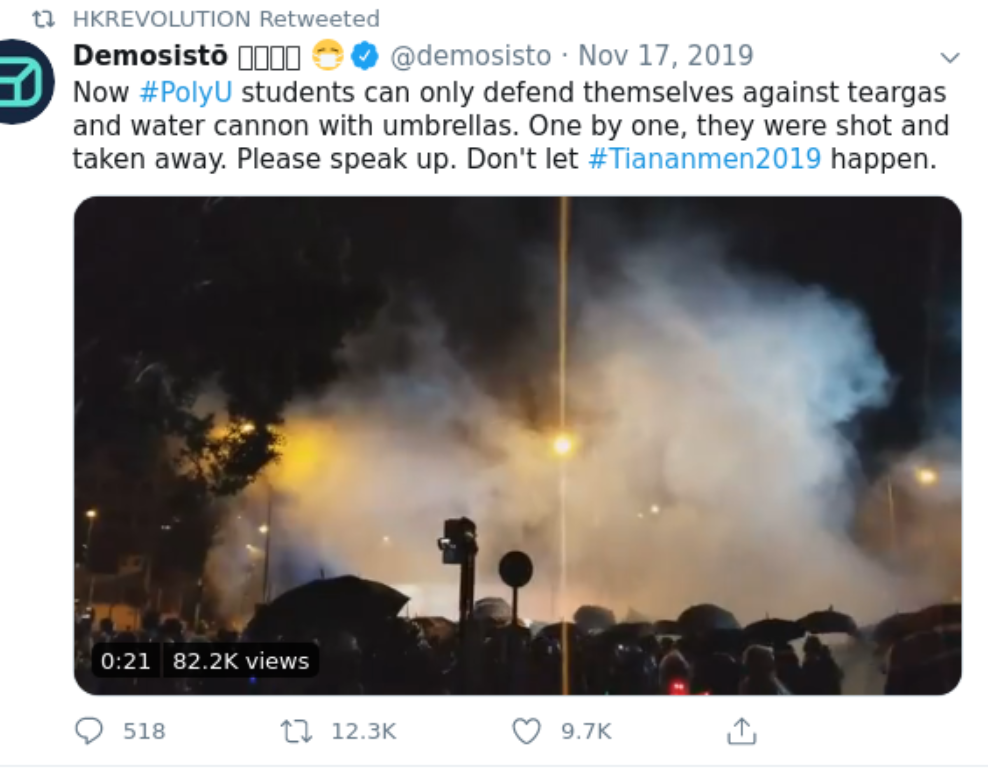 HKREVOLUTION Retweeted
Demosistō 😷 @demosisto · Nov 17, 2019
Now #PolyU students can only defend themselves against teargas
and water cannon with umbrellas. One by one, they were shot and
taken away. Please speak up. Don't let #Tiananmen2019 happen.
0:21 82.2K views
518 12.3K 9.7K